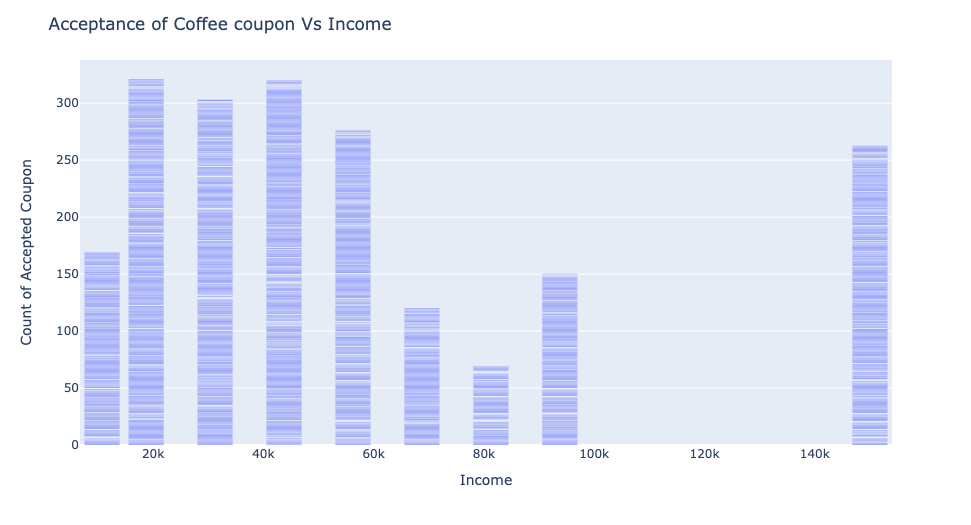 Acceptance of Coffee coupon Vs Income
Count of Accepted Coupon
300
250
200
150
100
50
0
20k 40k 60k 80k 100k 120k 140k
Income